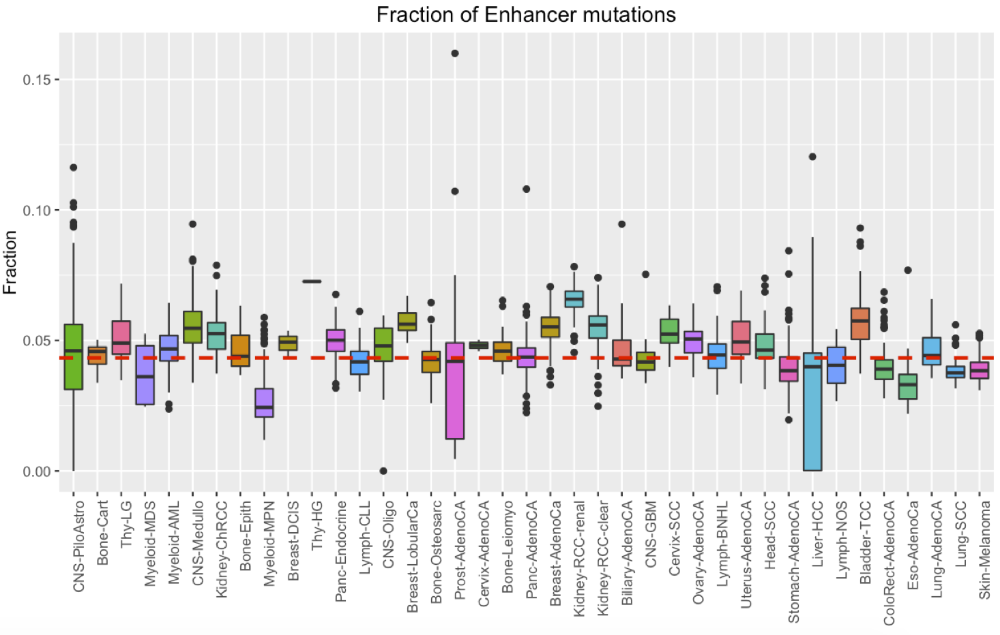 Fraction of Enhancer mutations
Fraction
0.15
0.10
0.05
0.00
CNS-PiloAstro
Bone-Cart
Thy-LG
Myeloid-MDS
Myeloid-AML
CNS-Medullo
Kidney-ChRCC
Bone-Epith
Myeloid-MPN
Breast-DCIS
Thy-HG
Panc-Endocrine
Lymph-CLL
CNS-Oligo
Breast-LobularCa
Bone-Osteosarc
Prost-AdenoCA
Cervix-AdenoCA
Bone-Leiomyo
Panc-AdenoCA
Breast-AdenoCa
Kidney-RCC-renal
Kidney-RCC-clear
Biliary-AdenoCA
CNS-GBM
Cervix-SCC
Ovary-AdenoCA
Lymph-BNHL
Uterus-AdenoCA
Head-SCC
Stomach-AdenoCA
Liver-HCC
Lymph-NOS
Bladder-TCC
ColoRect-AdenoCA
Eso-AdenoCa
Lung-AdenoCA
Lung-SCC
Skin-Melanoma